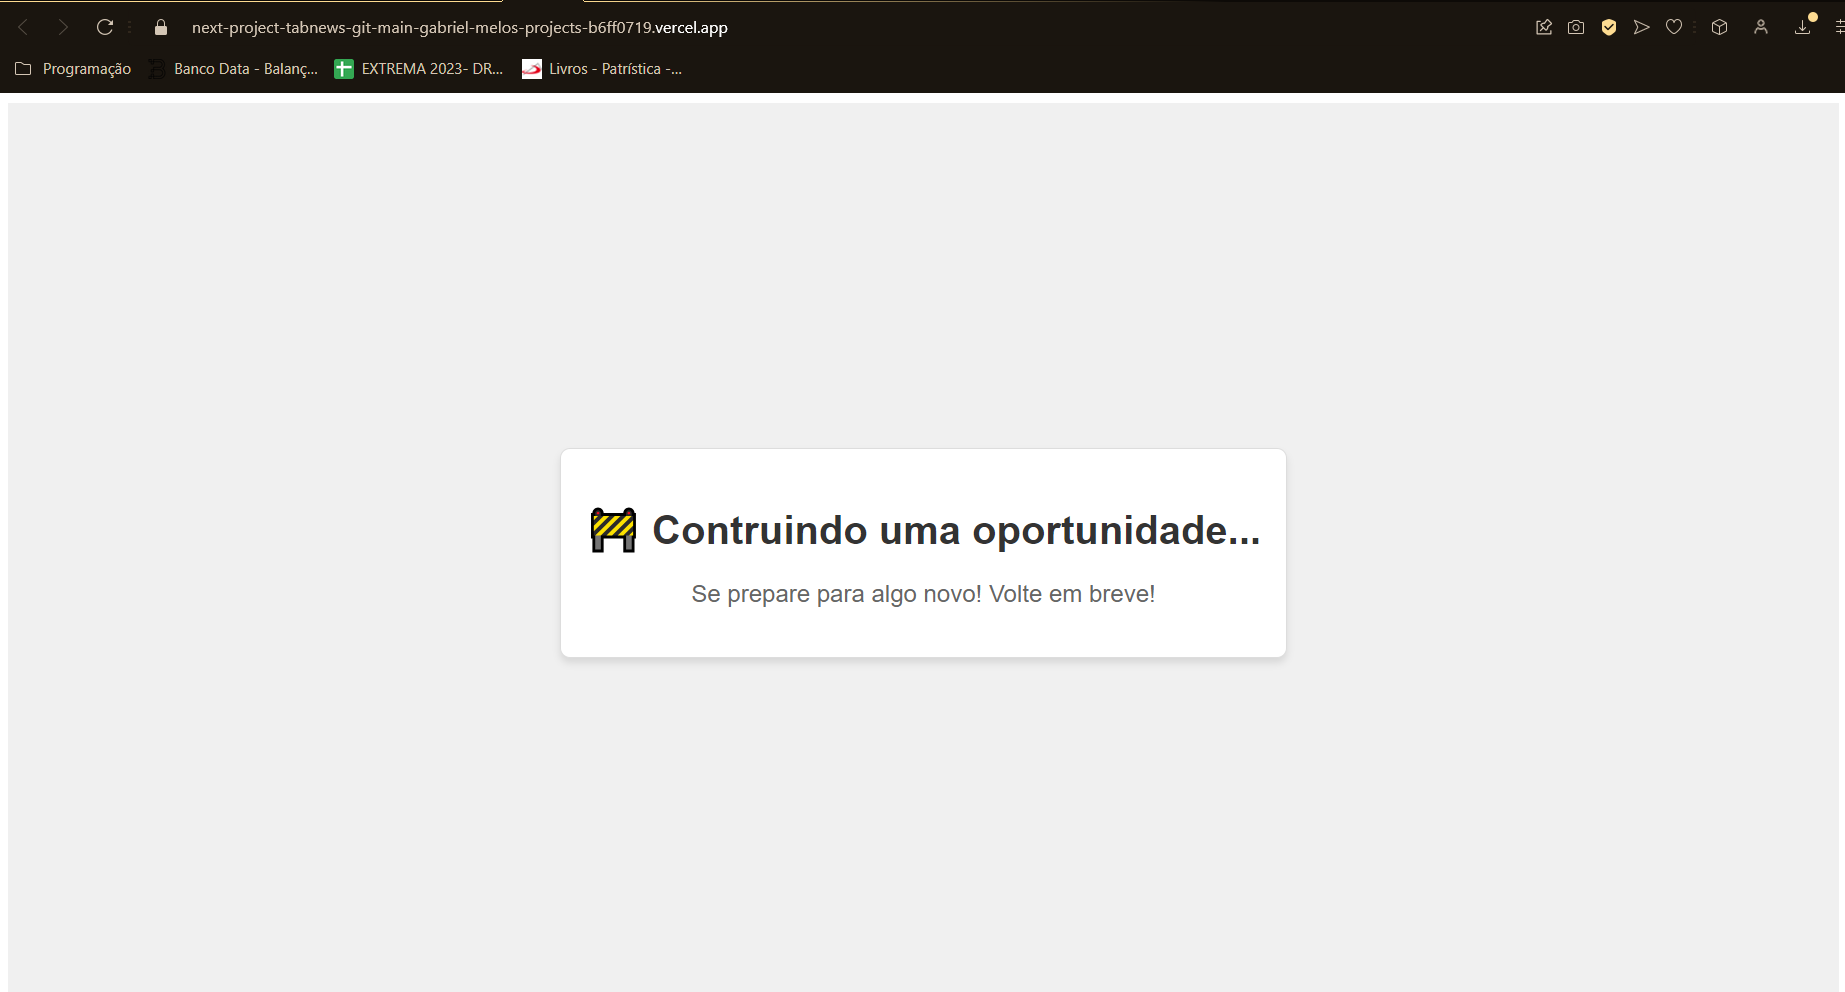 next-project-tabnews-git-main-gabriel-melos-projects-b6ff0719.vercel.app
Programação Banco Data - Balanç... EXTREMA 2023- DR... Livros - Patrística -...
Contruindo uma oportunidade...
Se prepare para algo novo! Volte em breve!